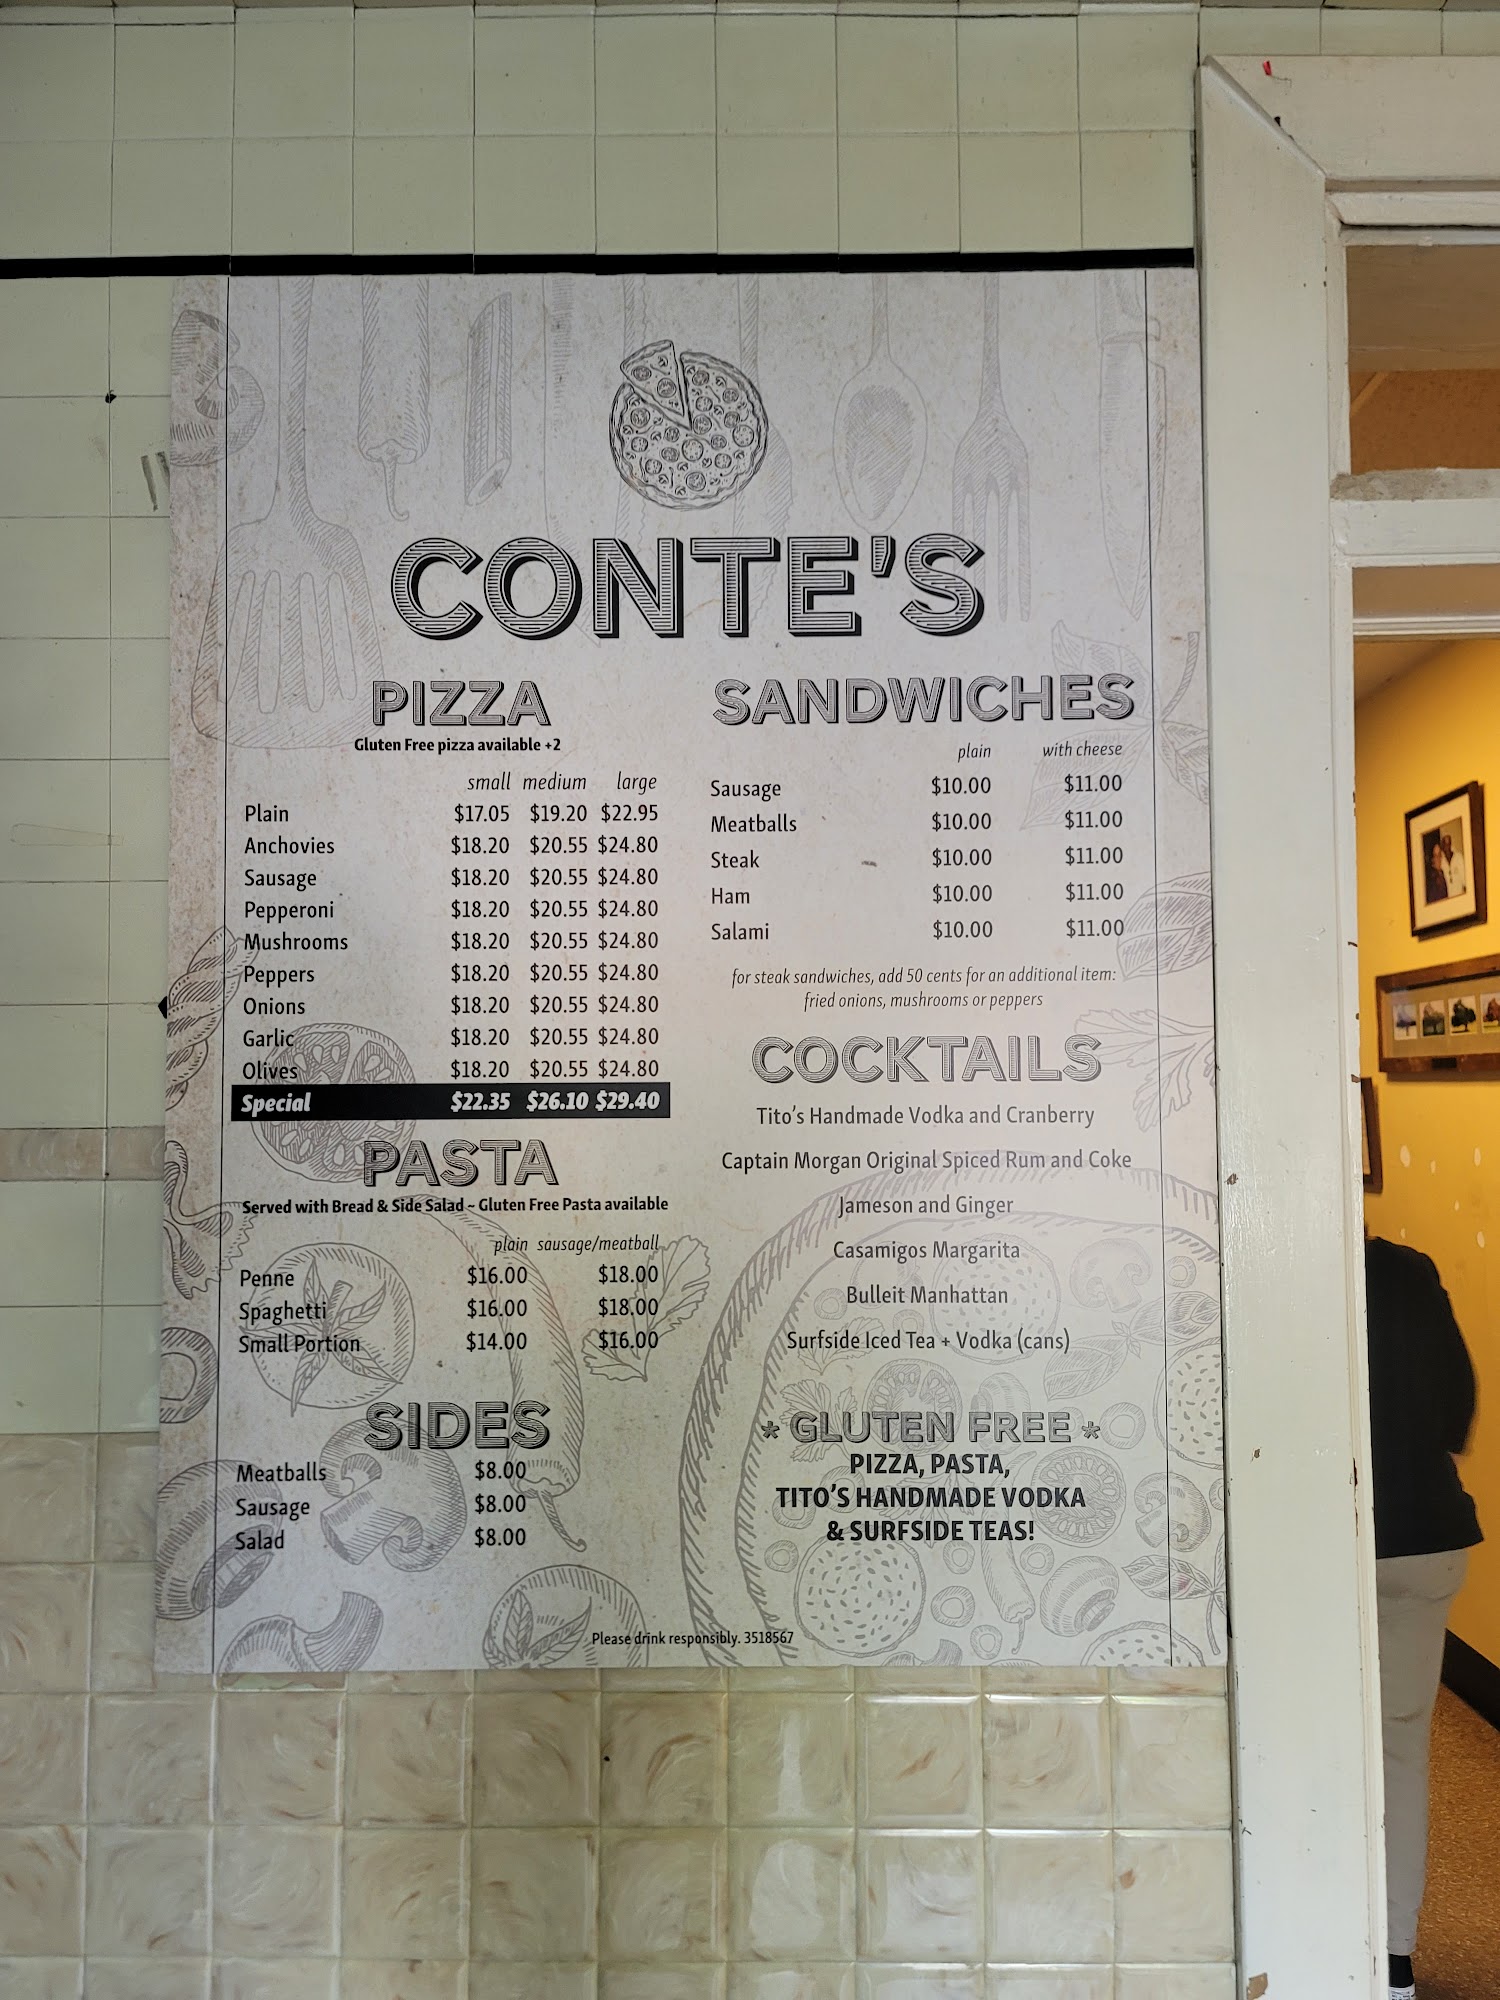 CONTE'S
PIZZA
Gluten Free pizza available +2
small medium large
Plain $17.05 $19.20 $22.95
Anchovies $18.20 $20.55 $24.80
Sausage $18.20 $20.55 $24.80
Pepperoni $18.20 $20.55 $24.80
Mushrooms $18.20 $20.55 $24.80
Peppers $18.20 $20.55 $24.80
Onions $18.20 $20.55 $24.80
Garlic $18.20 $20.55 $24.80
Olives $18.20 $20.55 $24.80
Special $22.35 $26.10 $29.40
PASTA
Served with Bread & Side Salad ~ Gluten Free Pasta available
plain sausage/meatball
Penne $16.00 $18.00
Spaghetti $16.00 $18.00
Small Portion $14.00 $16.00
SIDES
Meatballs $8.00
Sausage $8.00
Salad $8.00
SANDWICHES
plain with cheese
Sausage $10.00 $11.00
Meatballs $10.00 $11.00
Steak $10.00 $11.00
Ham $10.00 $11.00
Salami $10.00 $11.00
for steak sandwiches, add 50 cents for an additional item:
fried onions, mushrooms or peppers
COCKTAILS
Tito's Handmade Vodka and Cranberry
Captain Morgan Original Spiced Rum and Coke
Jameson and Ginger
Casamigos Margarita
Bulleit Manhattan
Surfside Iced Tea + Vodka (cans)
* GLUTEN FREE *
PIZZA, PASTA,
TITO'S HANDMADE VODKA
& SURFSIDE TEAS!
Please drink responsibly. 3518567